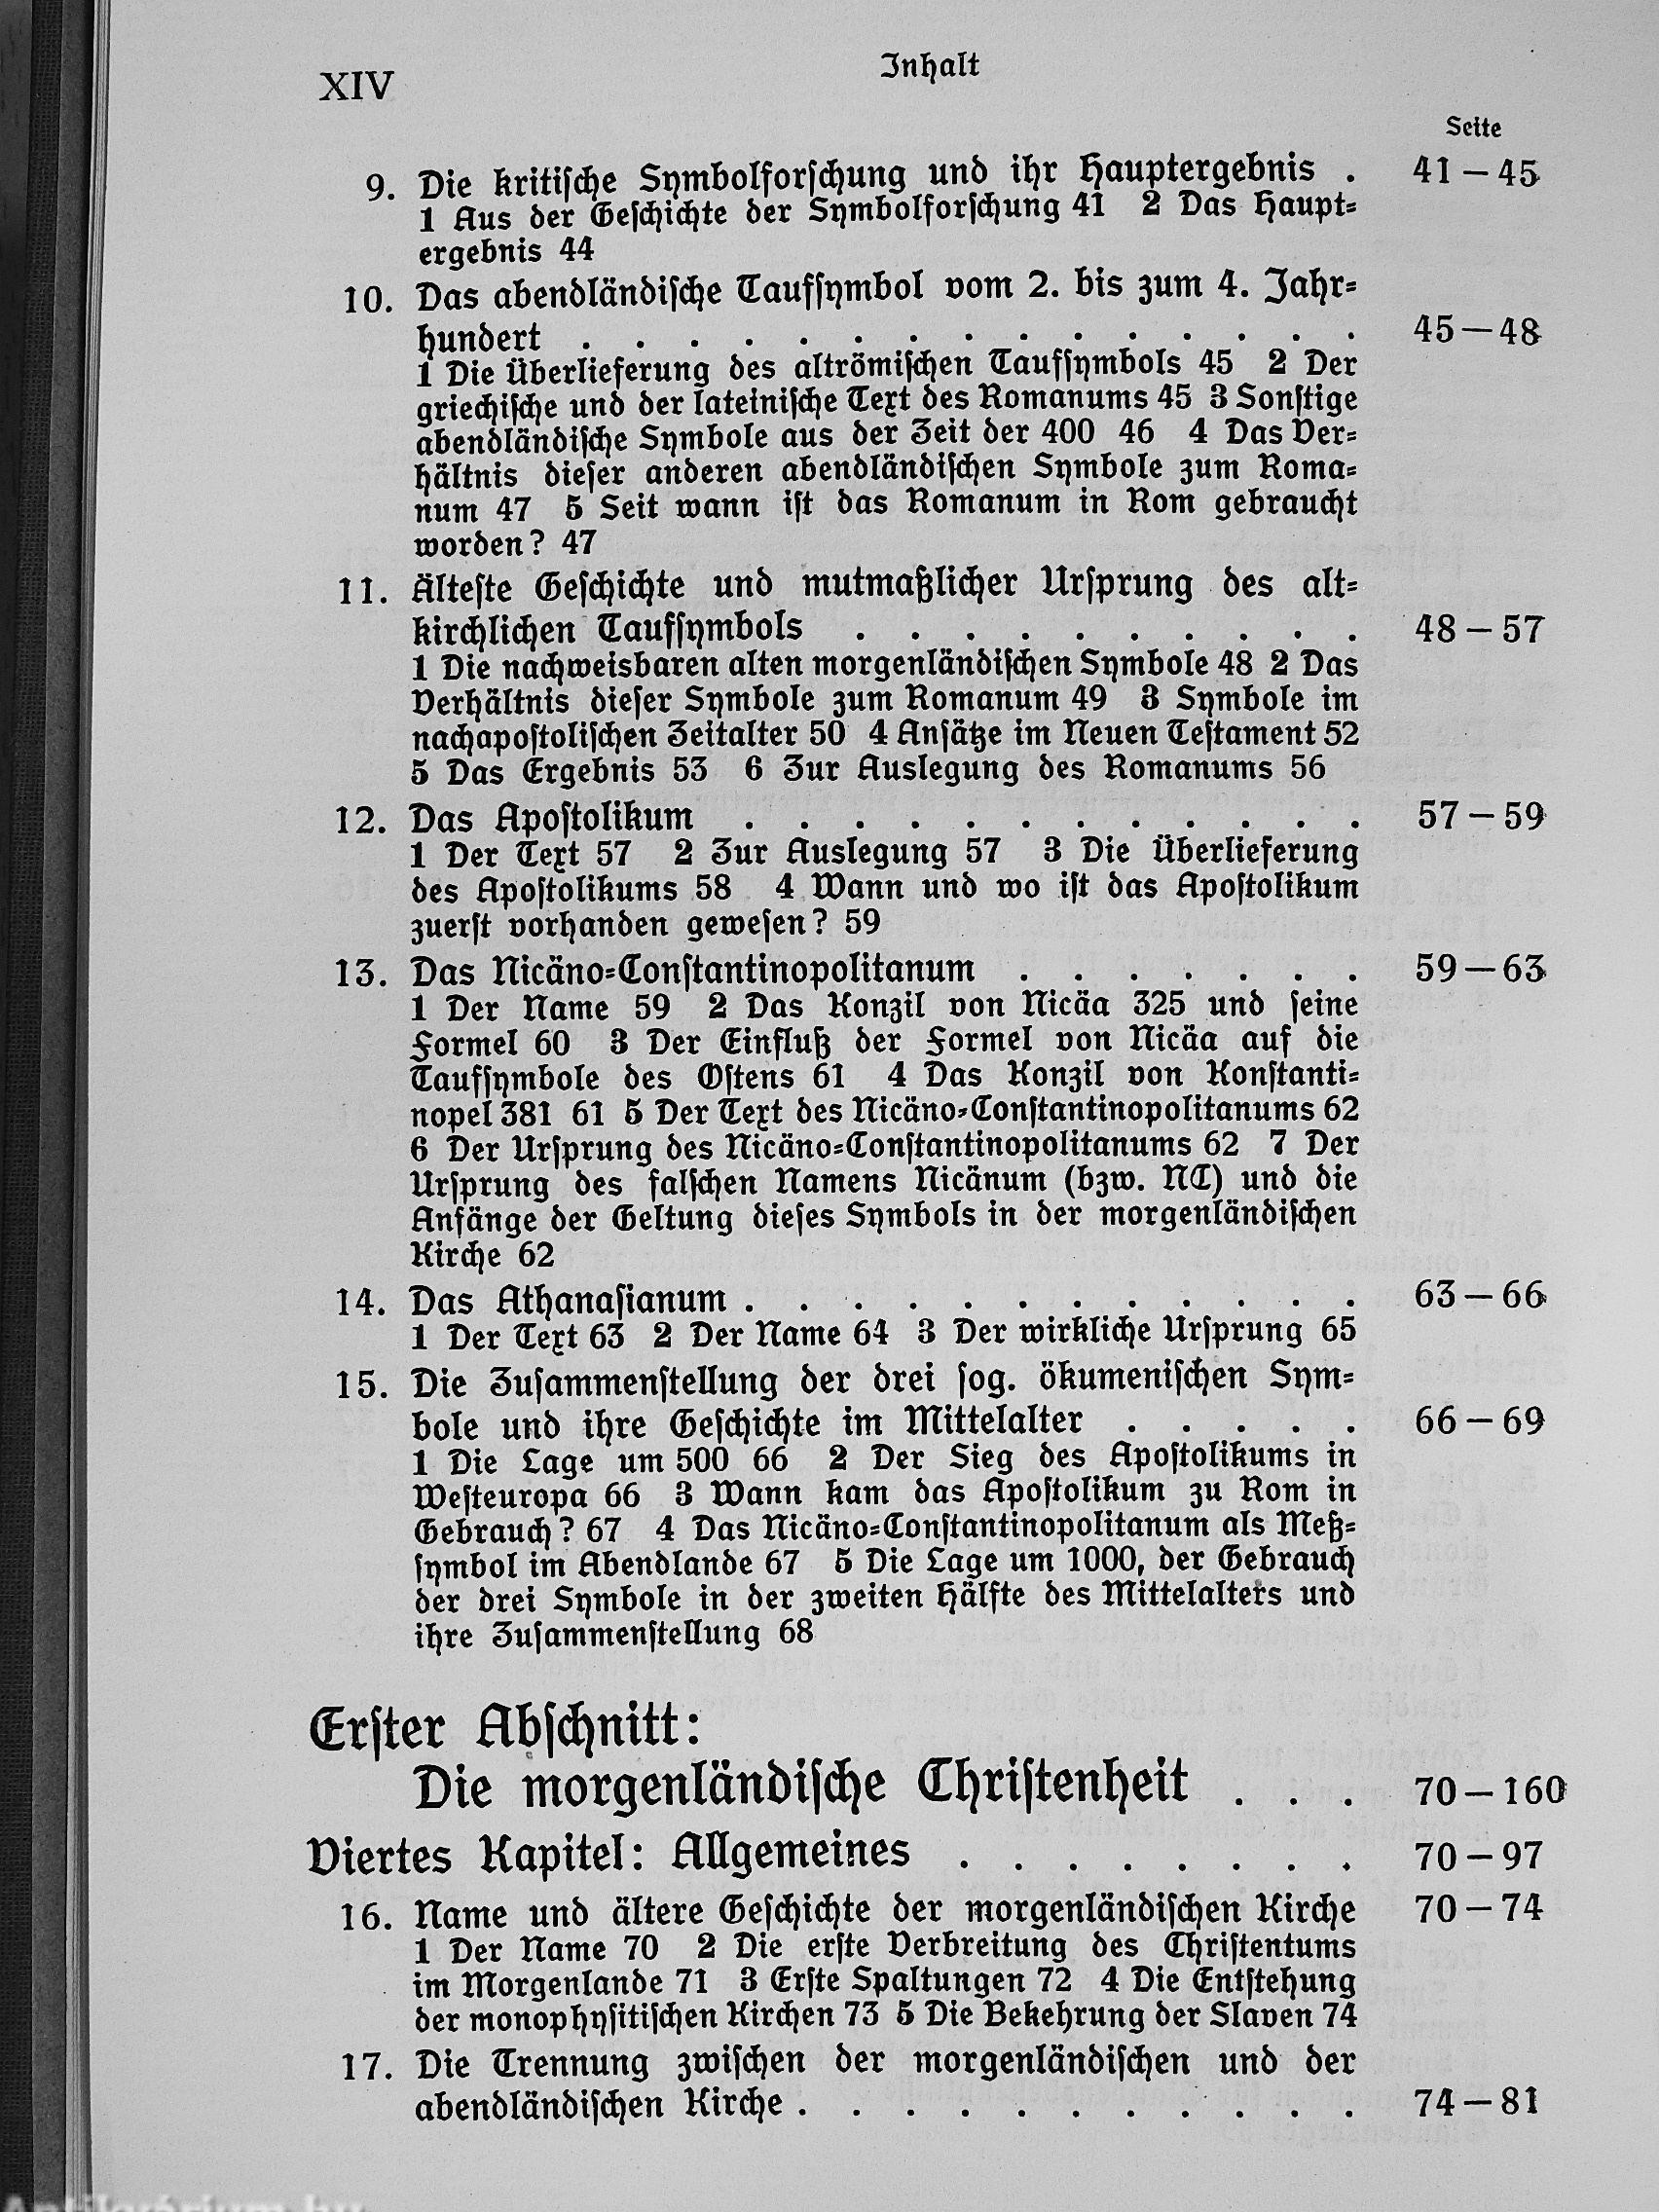 XIV
Inhalt
Seite
9. Die kritiſche Symbolforſchung und ihr Hauptergebnis . 41–45
1 Aus der Geſchichte der Symbolforſchung 41 2 Das Haupt=
ergebnis 44
10. Das abendländiſche Taufſymbol vom 2. bis zum 4. Jahr=
hundert . . . . . . . . . . . . . . . 45–48
1 Die Überlieferung des altrömiſchen Taufſymbols 45 2 Der
griechiſche und der lateiniſche Text des Romanums 45 3 Sonſtige
abendländiſche Symbole aus der Zeit der 400 46 4 Das Ver=
hältnis dieſer anderen abendländiſchen Symbole zum Roma=
num 47 5 Seit wann iſt das Romanum in Rom gebraucht
worden? 47
11. Älteſte Geſchichte und mutmaßlicher Urſprung des alt=
kirchlichen Taufſymbols . . . . . . . . . . 48–57
1 Die nachweisbaren alten morgenländiſchen Symbole 48 2 Das
Verhältnis dieſer Symbole zum Romanum 49 3 Symbole im
nachapoſtoliſchen Zeitalter 50 4 Anſätze im Neuen Teſtament 52
5 Das Ergebnis 53 6 Zur Auslegung des Romanums 56
12. Das Apoſtolikum . . . . . . . . . . . . 57–59
1 Der Text 57 2 Zur Auslegung 57 3 Die Überlieferung
des Apoſtolikums 58 4 Wann und wo iſt das Apoſtolikum
zuerſt vorhanden geweſen? 59
13. Das Nicäno=Conſtantinopolitanum . . . . . . . 59–63
1 Der Name 59 2 Das Konzil von Nicäa 325 und ſeine
Formel 60 3 Der Einfluß der Formel von Nicäa auf die
Taufſymbole des Oſtens 61 4 Das Konzil von Konſtanti=
nopel 381 61 5 Der Text des Nicäno=Conſtantinopolitanums 62
6 Der Urſprung des Nicäno=Conſtantinopolitanums 62 7 Der
Urſprung des falſchen Namens Nicänum (bzw. NC) und die
Anfänge der Geltung dieſes Symbols in der morgenländiſchen
Kirche 62
14. Das Athanaſianum . . . . . . . . . . . . 63–66
1 Der Text 63 2 Der Name 64 3 Der wirkliche Urſprung 65
15. Die Zuſammenſtellung der drei ſog. ökumeniſchen Sym=
bole und ihre Geſchichte im Mittelalter . . . . . 66–69
1 Die Lage um 500 66 2 Der Sieg des Apoſtolikums in
Weſteuropa 66 3 Wann kam das Apoſtolikum zu Rom in
Gebrauch? 67 4 Das Nicäno=Conſtantinopolitanum als Meß=
ſymbol im Abendlande 67 5 Die Lage um 1000, der Gebrauch
der drei Symbole in der zweiten Hälfte des Mittelalters und
ihre Zuſammenſtellung 68
Erſter Abſchnitt:
Die morgenländiſche Chriſtenheit . . . 70–160
Viertes Kapitel: Allgemeines . . . . . . . . 70–97
16. Name und ältere Geſchichte der morgenländiſchen Kirche 70–74
1 Der Name 70 2 Die erſte Verbreitung des Chriſtentums
im Morgenlande 71 3 Erſte Spaltungen 72 4 Die Entſtehung
der monophyſitiſchen Kirchen 73 5 Die Bekehrung der Slaven 74
17. Die Trennung zwiſchen der morgenländiſchen und der
abendländiſchen Kirche . . . . . . . . . . . 74–81